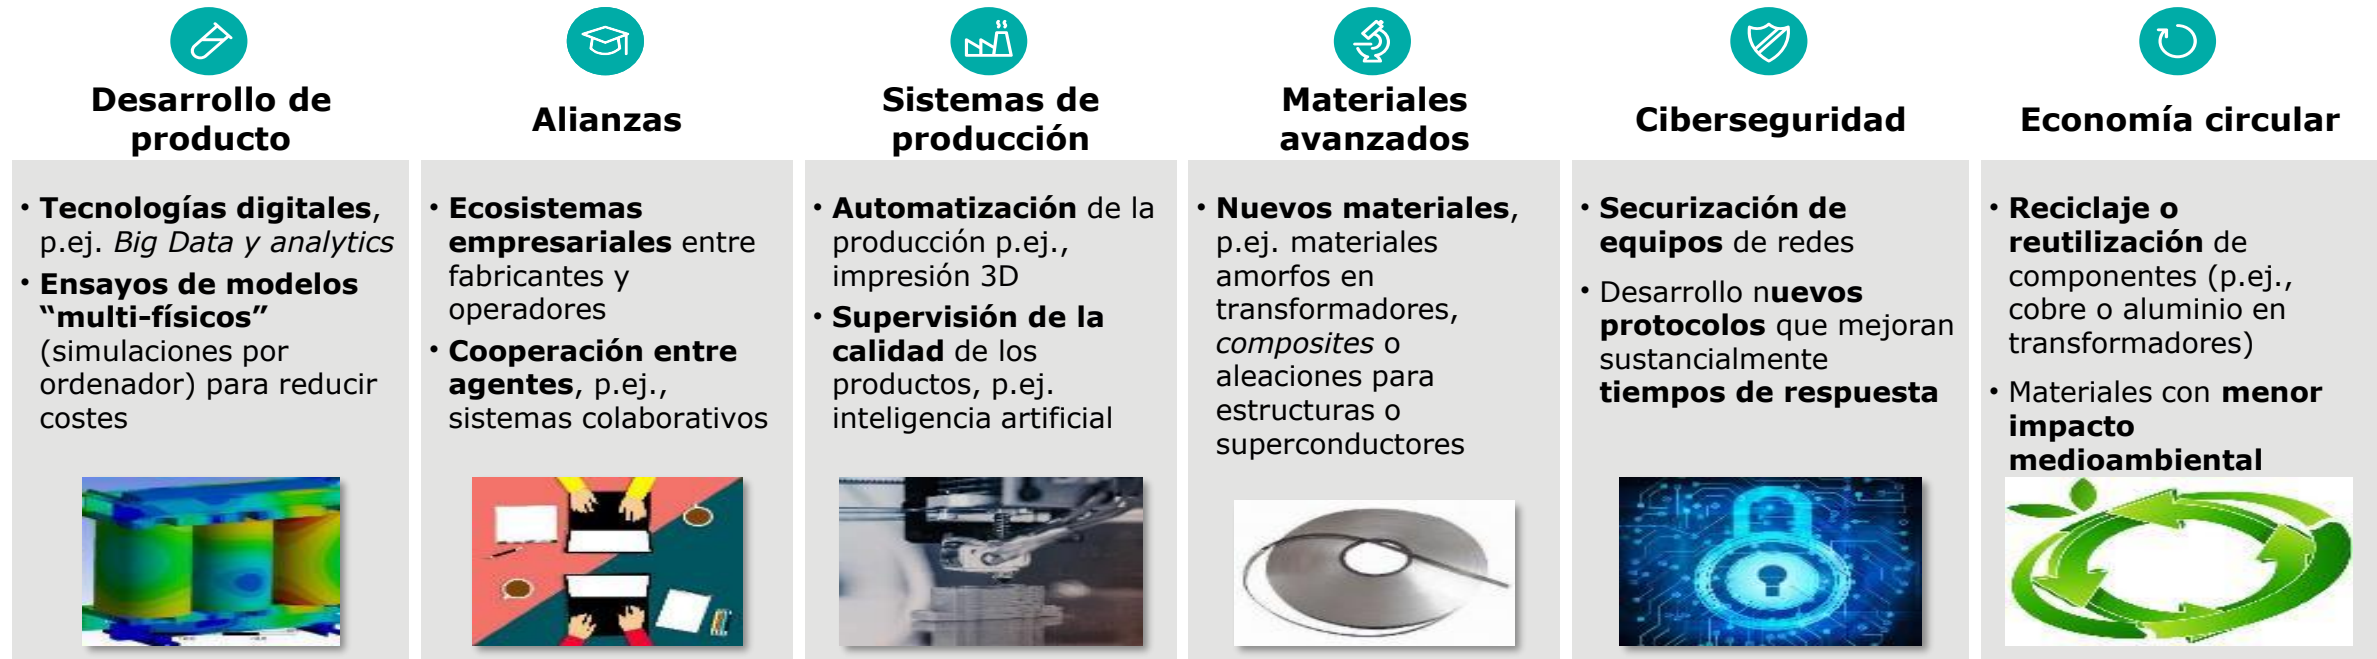 Desarrollo de
producto
• Tecnologías digitales,
p.ej. Big Data y analytics
• Ensayos de modelos
“multi-físicos”
(simulaciones por
ordenador) para reducir
costes
Alianzas
• Ecosistemas
empresariales entre
fabricantes y
operadores
• Cooperación entre
agentes, p.ej.,
sistemas colaborativos
Sistemas de
producción
• Automatización de la
producción p.ej.,
impresión 3D
• Supervisión de la
calidad de los
productos, p.ej.
inteligencia artificial
Materiales
avanzados
• Nuevos materiales,
p.ej. materiales
amorfos en
transformadores,
composites o
aleaciones para
estructuras o
superconductores
Ciberseguridad
• Securización de
equipos de redes
• Desarrollo nuevos
protocolos que mejoran
sustancialmente
tiempos de respuesta
Economía circular
• Reciclaje o
reutilización de
componentes (p.ej.,
cobre o aluminio en
transformadores)
• Materiales con menor
impacto
medioambiental